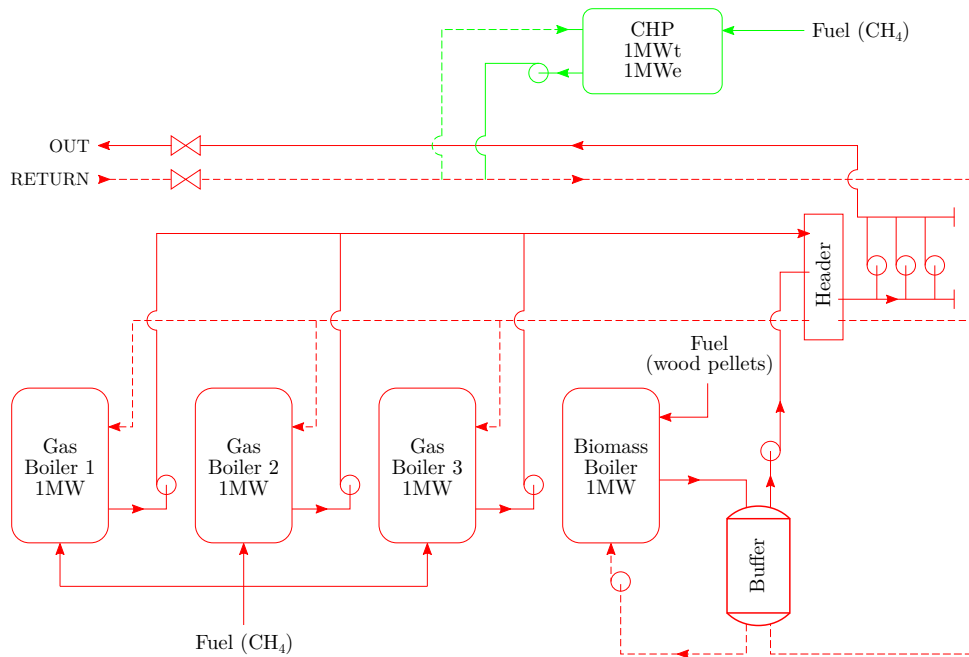 CHP
1MWt
1MWe
Fuel (CH₄)
OUT
RETURN
Header
Fuel
(wood pellets)
Gas
Boiler 1
1MW
Gas
Boiler 2
1MW
Gas
Boiler 3
1MW
Biomass
Boiler
1MW
Buffer
Fuel (CH₄)